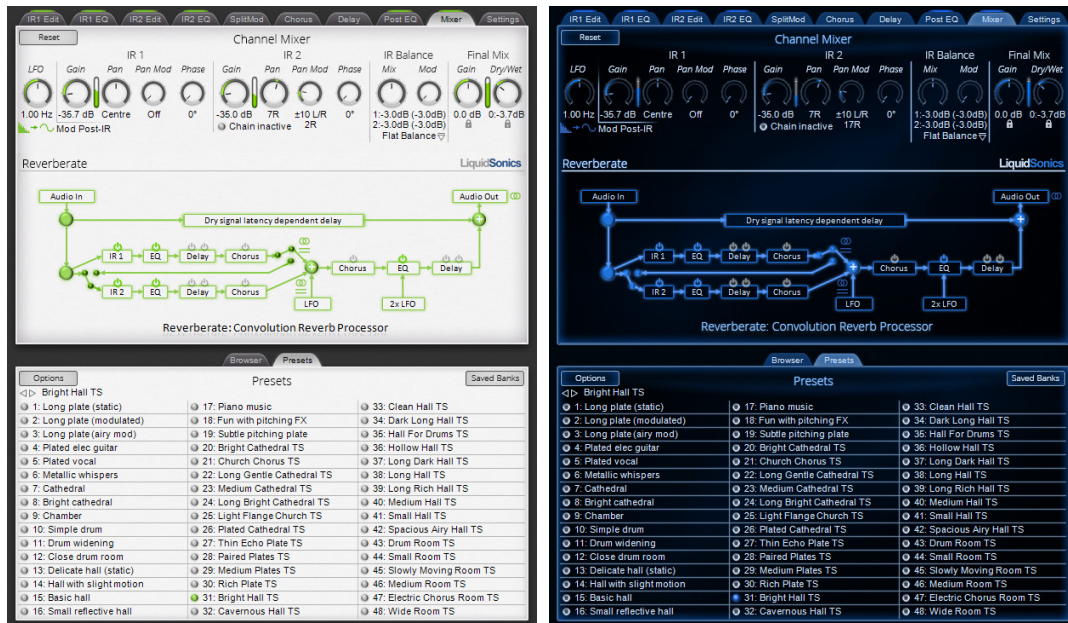 IR1 Edit IR1 EQ IR2 Edit IR2 EQ SplitMod Chorus Delay Post EQ Mixer Settings
Reset
Channel Mixer
IR 1 IR 2 IR Balance Final Mix
LFO Gain Pan Pan Mod Phase Gain Pan Pan Mod Phase Mix Mod Gain Dry/Wet
1.00 Hz -35.7 dB Centre Off 0° -35.0 dB 7R ±10 L/R 0° 1:-3.0dB (-3.0dB) 0.0 dB 0:-3.7dB
Mod Post-IR Chain inactive 2R 2:-3.0dB (-3.0dB)
Flat Balance
Reverberate LiquidSonics
Audio In Audio Out
Dry signal latency dependent delay
IR 1 EQ Delay Chorus
Chorus EQ Delay
IR 2 EQ Delay Chorus
LFO 2x LFO
Reverberate: Convolution Reverb Processor
Browser Presets
Options Presets Saved Banks
Bright Hall TS
1: Long plate (static) 17: Piano music 33: Clean Hall TS
2: Long plate (modulated) 18: Fun with pitching FX 34: Dark Long Hall TS
3: Long plate (airy mod) 19: Subtle pitching plate 35: Hall For Drums TS
4: Plated elec guitar 20: Bright Cathedral TS 36: Hollow Hall TS
5: Plated vocal 21: Church Chorus TS 37: Long Dark Hall TS
6: Metallic whispers 22: Long Gentle Cathedral TS 38: Long Hall TS
7: Cathedral 23: Medium Cathedral TS 39: Long Rich Hall TS
8: Bright cathedral 24: Long Bright Cathedral TS 40: Medium Hall TS
9: Chamber 25: Light Flange Church TS 41: Small Hall TS
10: Simple drum 26: Plated Cathedral TS 42: Spacious Airy Hall TS
11: Drum widening 27: Thin Echo Plate TS 43: Drum Room TS
12: Close drum room 28: Paired Plates TS 44: Small Room TS
13: Delicate hall (static) 29: Medium Plates TS 45: Slowly Moving Room TS
14: Hall with slight motion 30: Rich Plate TS 46: Medium Room TS
15: Basic hall 31: Bright Hall TS 47: Electric Chorus Room TS
16: Small reflective hall 32: Cavernous Hall TS 48: Wide Room TS
IR1 Edit IR1 EQ IR2 Edit IR2 EQ SplitMod Chorus Delay Post EQ Mixer Settings
Reset
Channel Mixer
IR 1 IR 2 IR Balance Final Mix
LFO Gain Pan Pan Mod Phase Gain Pan Pan Mod Phase Mix Mod Gain Dry/Wet
1.00 Hz -35.7 dB Centre Off 0° -35.0 dB 7R ±10 L/R 0° 1:-3.0dB (-3.0dB) 0.0 dB 0:-3.7dB
Mod Post-IR Chain inactive 17R 2:-3.0dB (-3.0dB)
Flat Balance
Reverberate LiquidSonics
Audio In Audio Out
Dry signal latency dependent delay
IR 1 EQ Delay Chorus
Chorus EQ Delay
IR 2 EQ Delay Chorus
LFO 2x LFO
Reverberate: Convolution Reverb Processor
Browser Presets
Options Presets Saved Banks
Bright Hall TS
1: Long plate (static) 17: Piano music 33: Clean Hall TS
2: Long plate (modulated) 18: Fun with pitching FX 34: Dark Long Hall TS
3: Long plate (airy mod) 19: Subtle pitching plate 35: Hall For Drums TS
4: Plated elec guitar 20: Bright Cathedral TS 36: Hollow Hall TS
5: Plated vocal 21: Church Chorus TS 37: Long Dark Hall TS
6: Metallic whispers 22: Long Gentle Cathedral TS 38: Long Hall TS
7: Cathedral 23: Medium Cathedral TS 39: Long Rich Hall TS
8: Bright cathedral 24: Long Bright Cathedral TS 40: Medium Hall TS
9: Chamber 25: Light Flange Church TS 41: Small Hall TS
10: Simple drum 26: Plated Cathedral TS 42: Spacious Airy Hall TS
11: Drum widening 27: Thin Echo Plate TS 43: Drum Room TS
12: Close drum room 28: Paired Plates TS 44: Small Room TS
13: Delicate hall (static) 29: Medium Plates TS 45: Slowly Moving Room TS
14: Hall with slight motion 30: Rich Plate TS 46: Medium Room TS
15: Basic hall 31: Bright Hall TS 47: Electric Chorus Room TS
16: Small reflective hall 32: Cavernous Hall TS 48: Wide Room TS